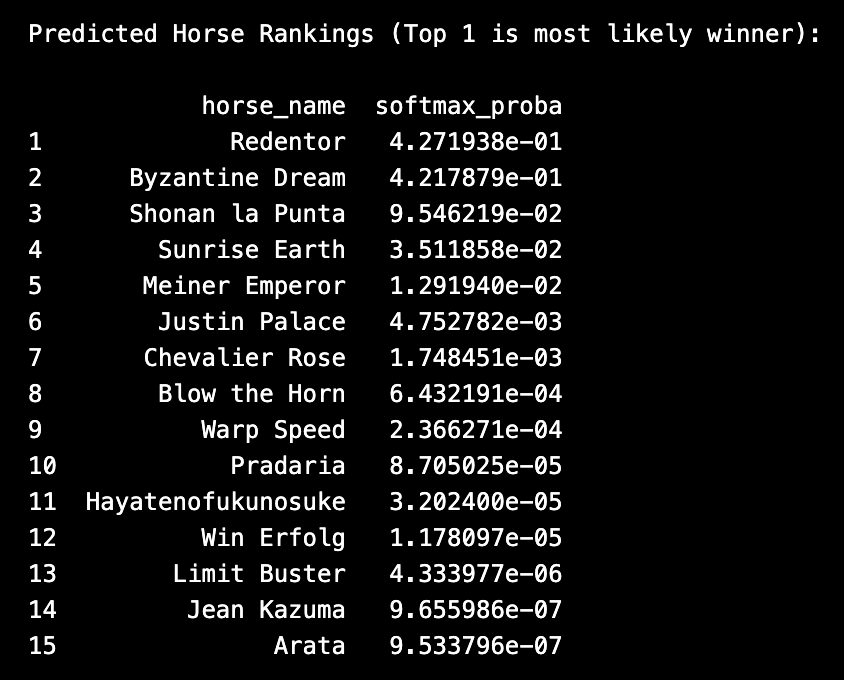 Predicted Horse Rankings (Top 1 is most likely winner):
horse_name softmax_proba
1 Redentor 4.271938e-01
2 Byzantine Dream 4.217879e-01
3 Shonan la Punta 9.546219e-02
4 Sunrise Earth 3.511858e-02
5 Meiner Emperor 1.291940e-02
6 Justin Palace 4.752782e-03
7 Chevalier Rose 1.748451e-03
8 Blow the Horn 6.432191e-04
9 Warp Speed 2.366271e-04
10 Pradaria 8.705025e-05
11 Hayatenofukunosuke 3.202400e-05
12 Win Erfolg 1.178097e-05
13 Limit Buster 4.333977e-06
14 Jean Kazuma 9.655986e-07
15 Arata 9.533796e-07